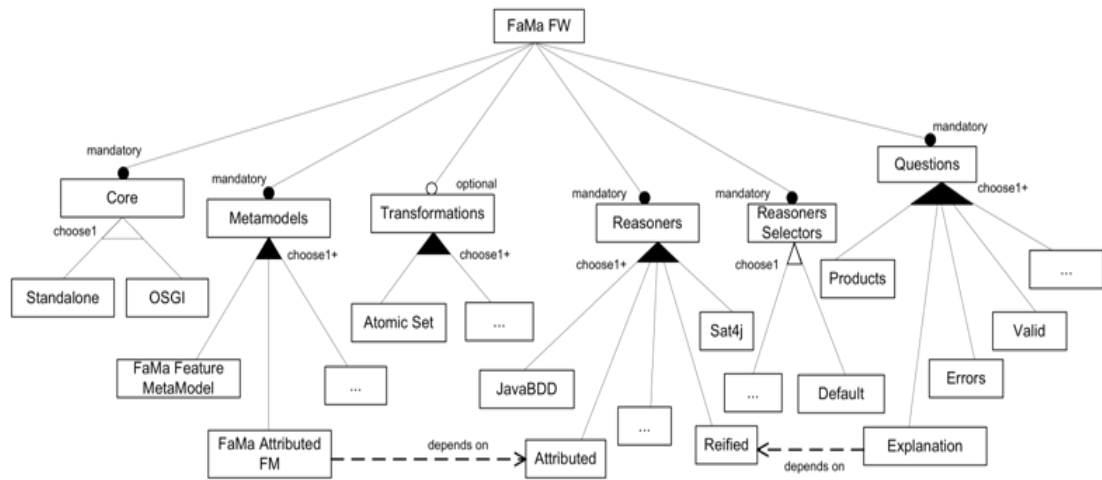 FaMa FW
mandatory
mandatory
Core
mandatory
optional
mandatory
mandatory
Questions
Metamodels
Transformations
Reasoners
Reasoners
Selectors
choose1+
choose1
choose1+
choose1+
choose1+
choose1
Standalone
OSGI
Atomic Set
...
Products
...
Sat4j
Valid
FaMa Feature
MetaModel
...
JavaBDD
...
Default
Errors
...
FaMa Attributed
FM
depends on
Attributed
Reified
depends on
Explanation